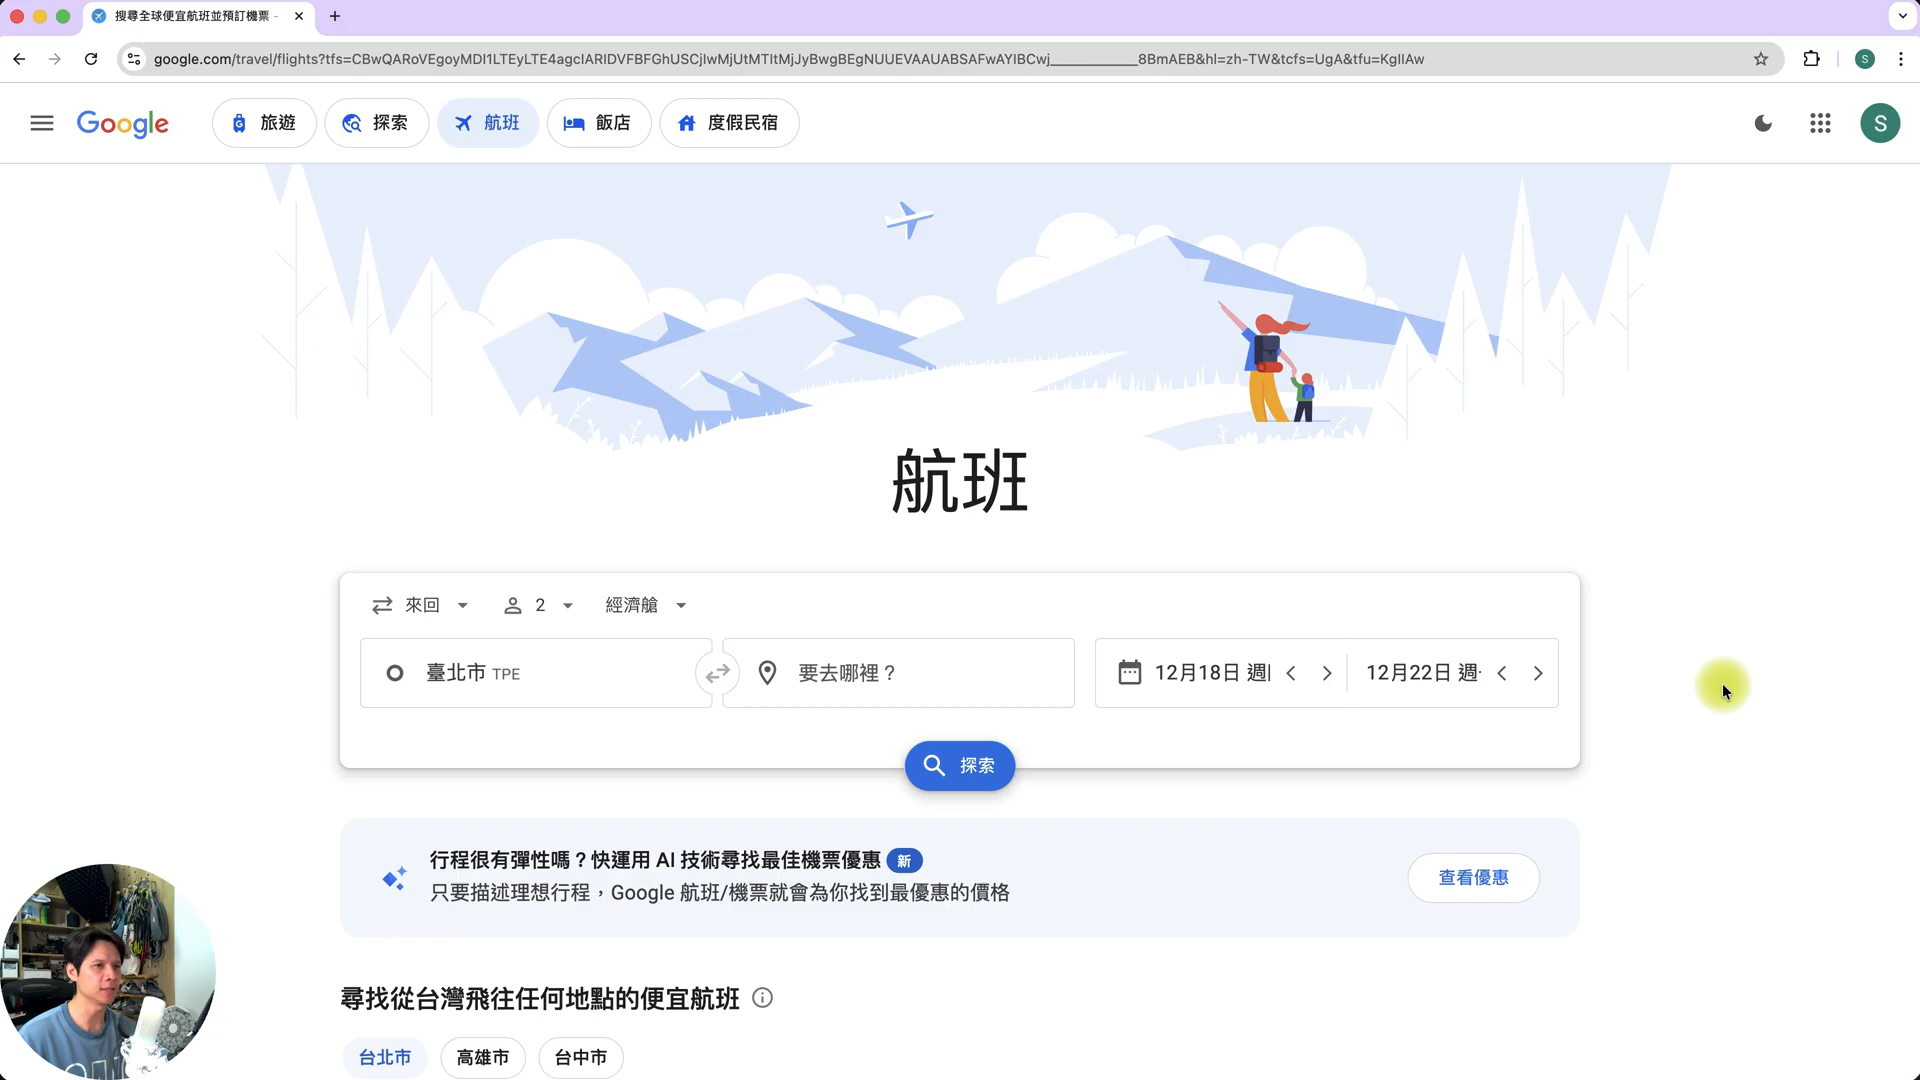 搜尋全球便宜航班並預訂機票 -
google.com/travel/flights?tfs=CBwQARoVEgoyMDI1LTEyLTE4agcIARIDVFBFGhUSCjIwMjUtMTItMjJyBwgBEgNUUEVAAUABSAFwAYIBCwj___________8BmAEB&hl=zh-TW&tcfs=UgA&tfu=KgIIAw
S
Google 旅遊 探索 航班 飯店 度假民宿 S
航班
來回 2 經濟艙
臺北市 TPE 要去哪裡? 12月18日 12月22日
探索
行程很有彈性嗎?快運用 AI 技術尋找最佳機票優惠 新
只要描述理想行程,Google 航班/機票就會為你找到最優惠的價格
查看優惠
尋找從台灣飛往任何地點的便宜航班
台北市 高雄市 台中市